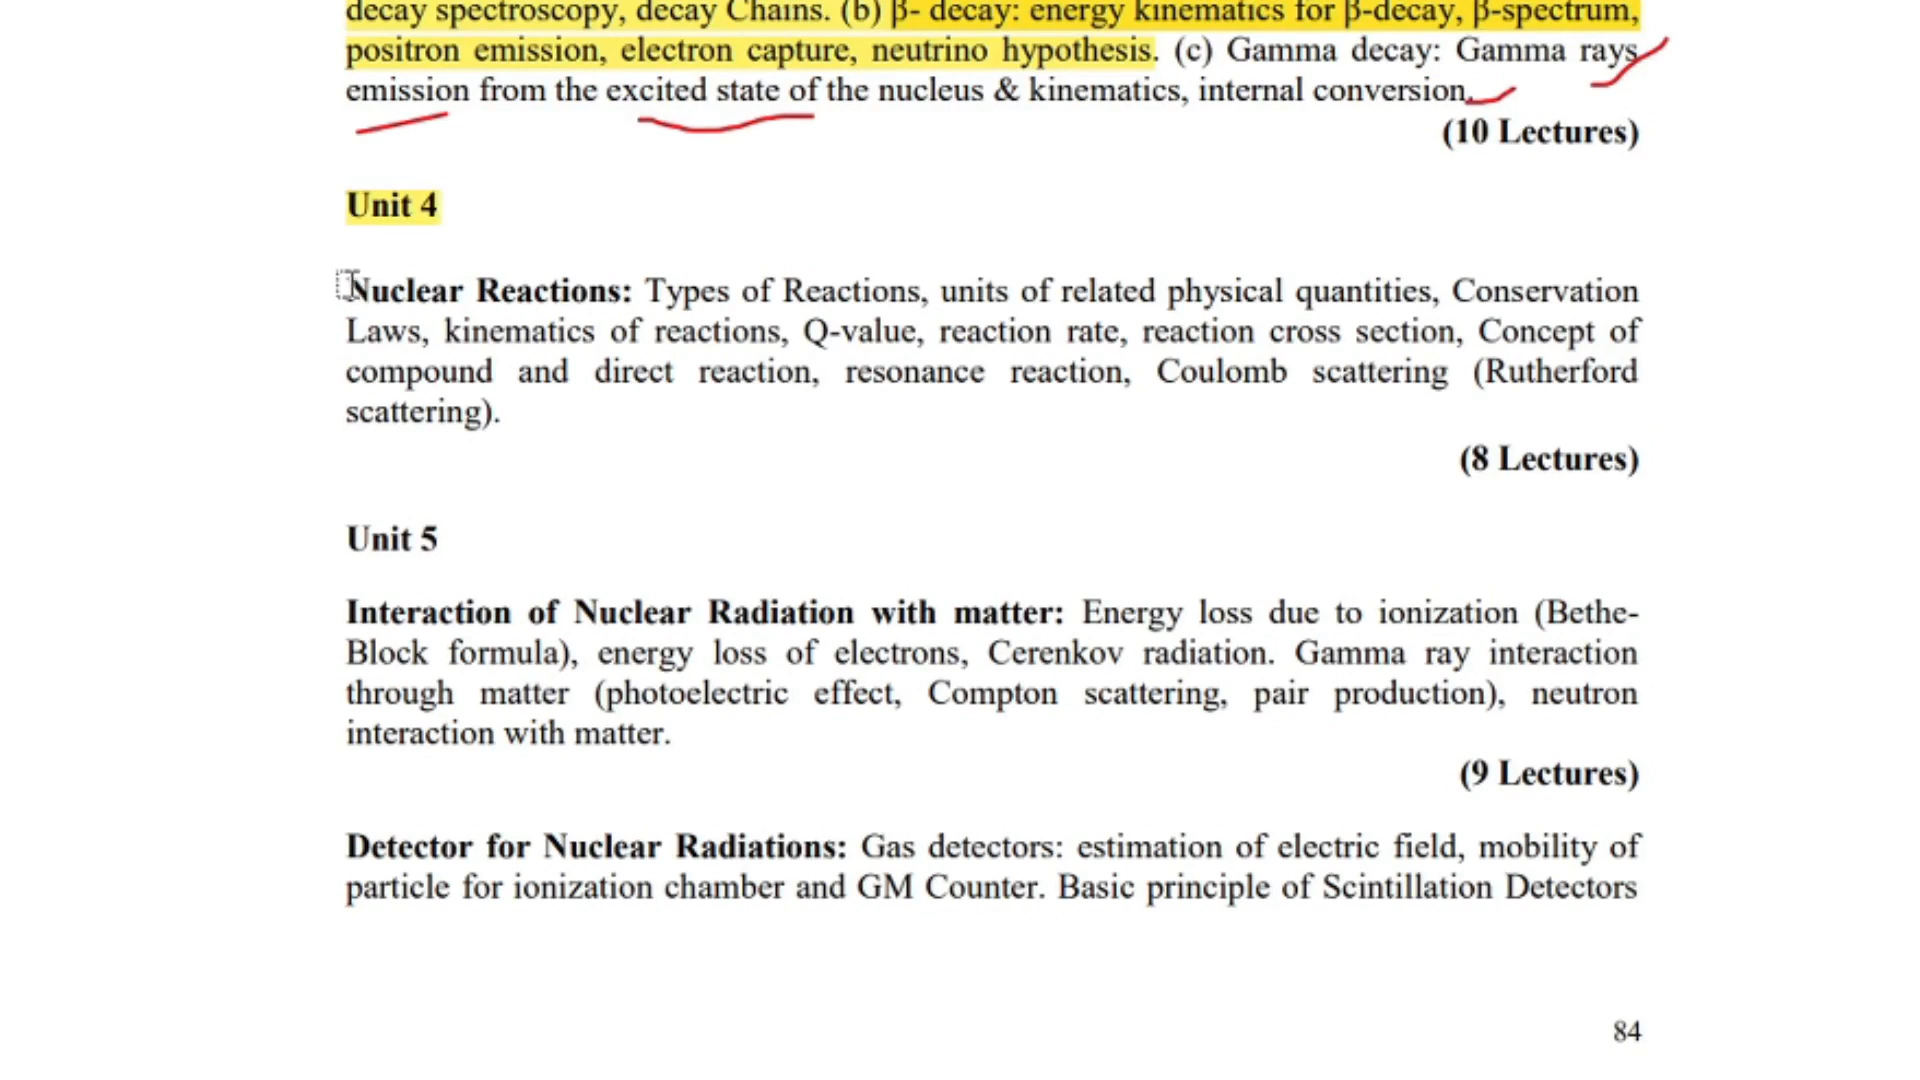 decay spectroscopy, decay Chains. (b) β- decay: energy kinematics for β-decay, β-spectrum,
positron emission, electron capture, neutrino hypothesis. (c) Gamma decay: Gamma rays
emission from the excited state of the nucleus & kinematics, internal conversion.
(10 Lectures)
Unit 4
Nuclear Reactions: Types of Reactions, units of related physical quantities, Conservation
Laws, kinematics of reactions, Q-value, reaction rate, reaction cross section, Concept of
compound and direct reaction, resonance reaction, Coulomb scattering (Rutherford
scattering).
(8 Lectures)
Unit 5
Interaction of Nuclear Radiation with matter: Energy loss due to ionization (Bethe-
Block formula), energy loss of electrons, Cerenkov radiation. Gamma ray interaction
through matter (photoelectric effect, Compton scattering, pair production), neutron
interaction with matter.
(9 Lectures)
Detector for Nuclear Radiations: Gas detectors: estimation of electric field, mobility of
particle for ionization chamber and GM Counter. Basic principle of Scintillation Detectors
84